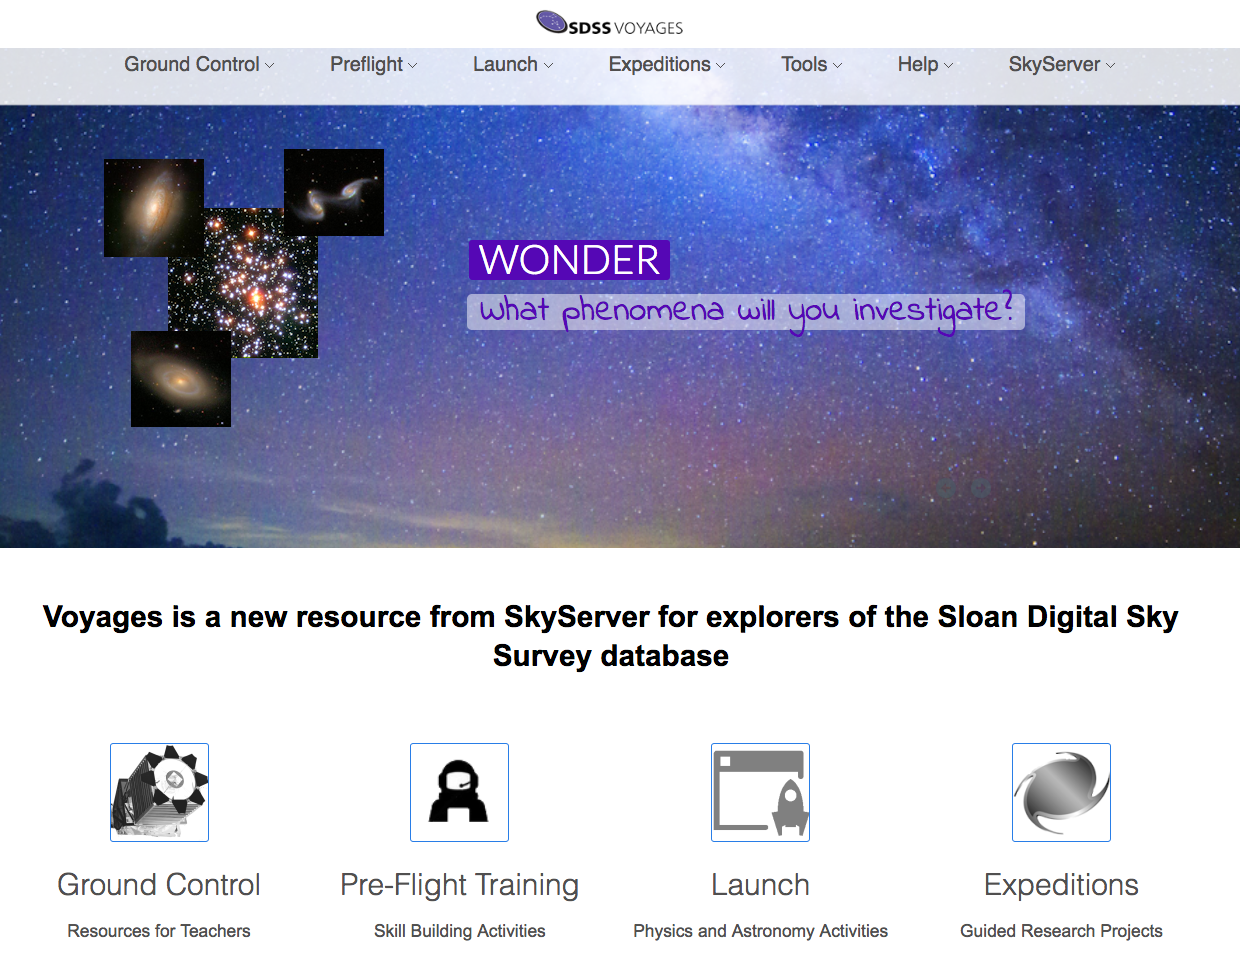 SDSS VOYAGES
Ground Control Preflight Launch Expeditions Tools Help SkyServer
WONDER
What phenomena will you investigate?
Voyages is a new resource from SkyServer for explorers of the Sloan Digital Sky
Survey database
Ground Control Pre-Flight Training Launch Expeditions
Resources for Teachers Skill Building Activities Physics and Astronomy Activities Guided Research Projects